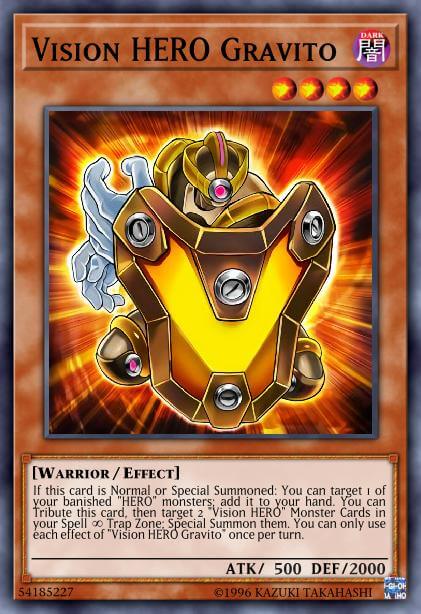 Vision HERO Gravito
DARK
闇
[Warrior / Effect]
If this card is Normal or Special Summoned: You can target 1 of
your banished "HERO" monsters; add it to your hand. You can
Tribute this card, then target 2 "Vision HERO" Monster Cards in
your Spell ∞ Trap Zone; Special Summon them. You can only use
each effect of "Vision HERO Gravito" once per turn.
ATK/ 500 DEF/2000
54185227
©1996 KAZUKI TAKAHASHI